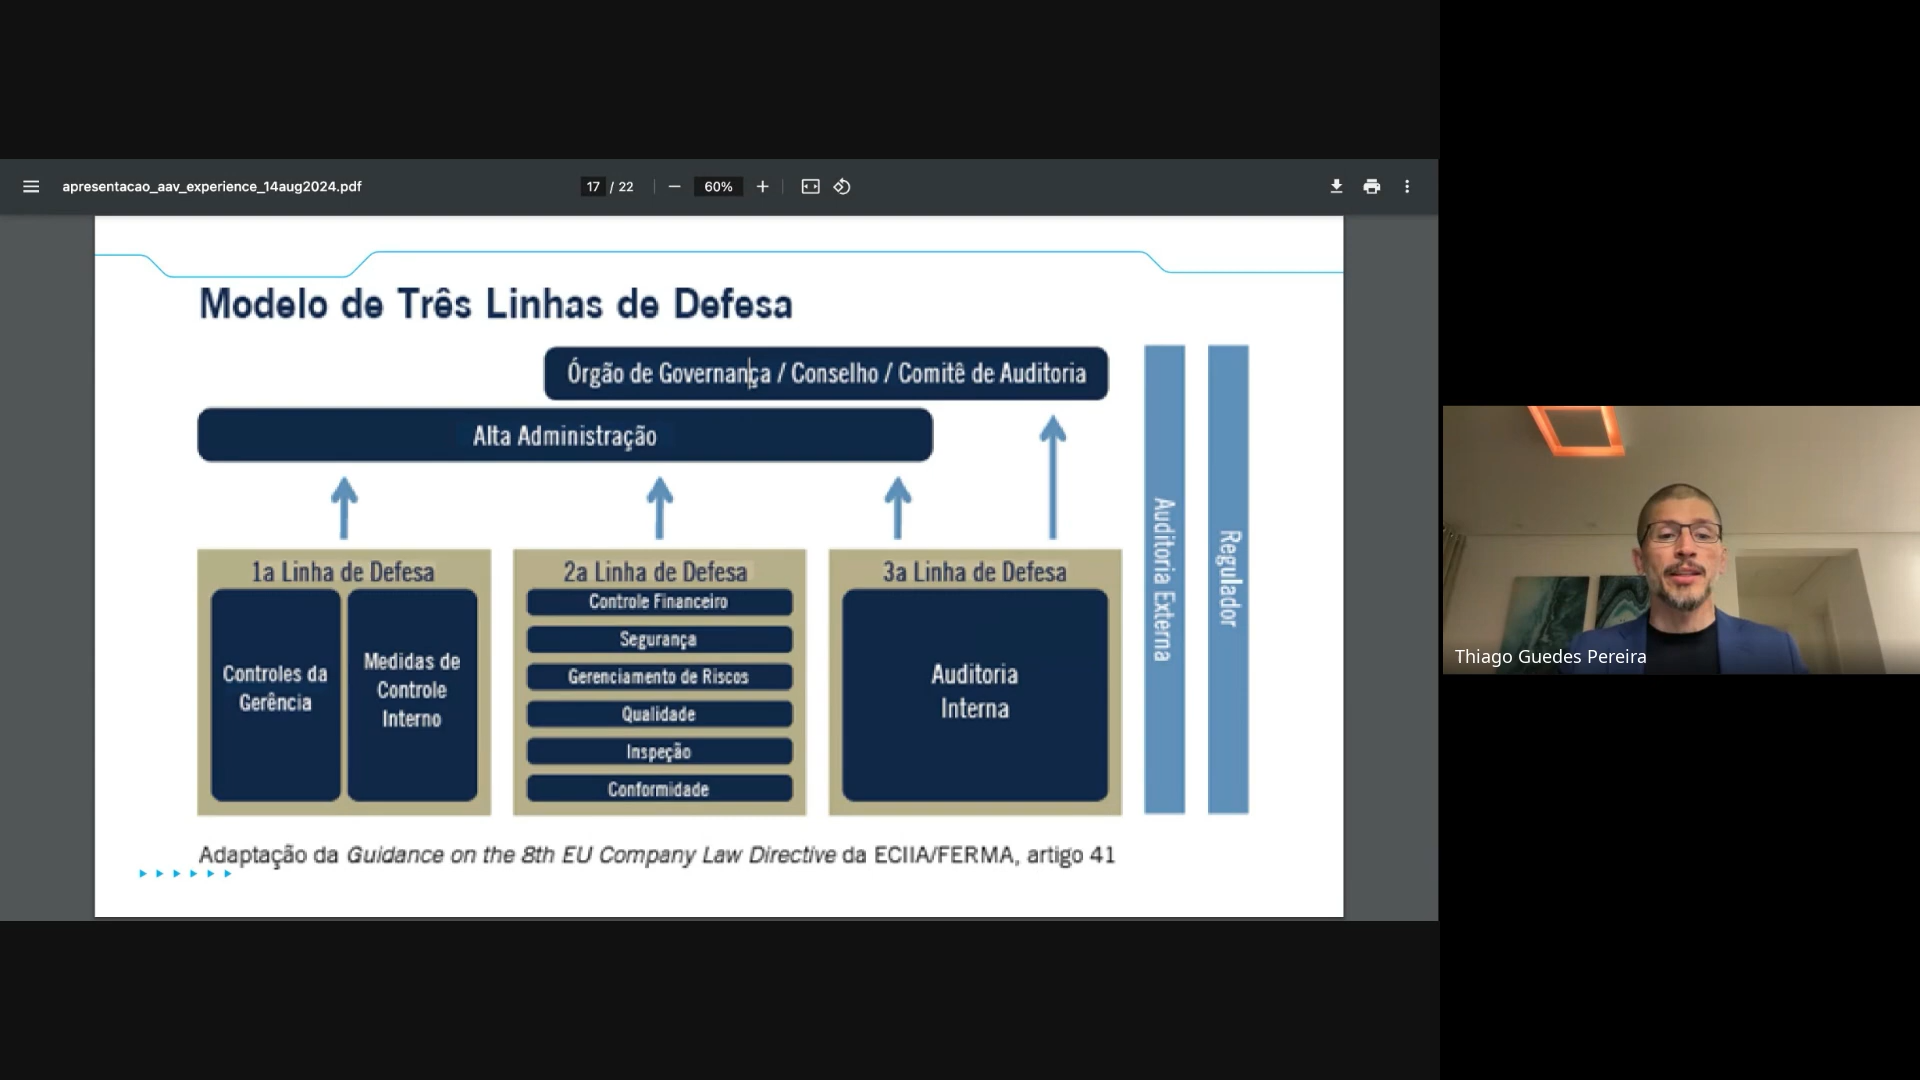 apresentacao_aav_experience_14aug2024.pdf
17 / 22
60%
Modelo de Três Linhas de Defesa
Órgão de Governança / Conselho / Comitê de Auditoria
Alta Administração
1a Linha de Defesa
Controles da
Gerência
Medidas de
Controle
Interno
2a Linha de Defesa
Controle Financeiro
Segurança
Gerenciamento de Riscos
Qualidade
Inspeção
Conformidade
3a Linha de Defesa
Auditoria
Interna
Auditoria Externa
Regulador
Adaptação da Guidance on the 8th EU Company Law Directive da ECIIA/FERMA, artigo 41
Thiago Guedes Pereira